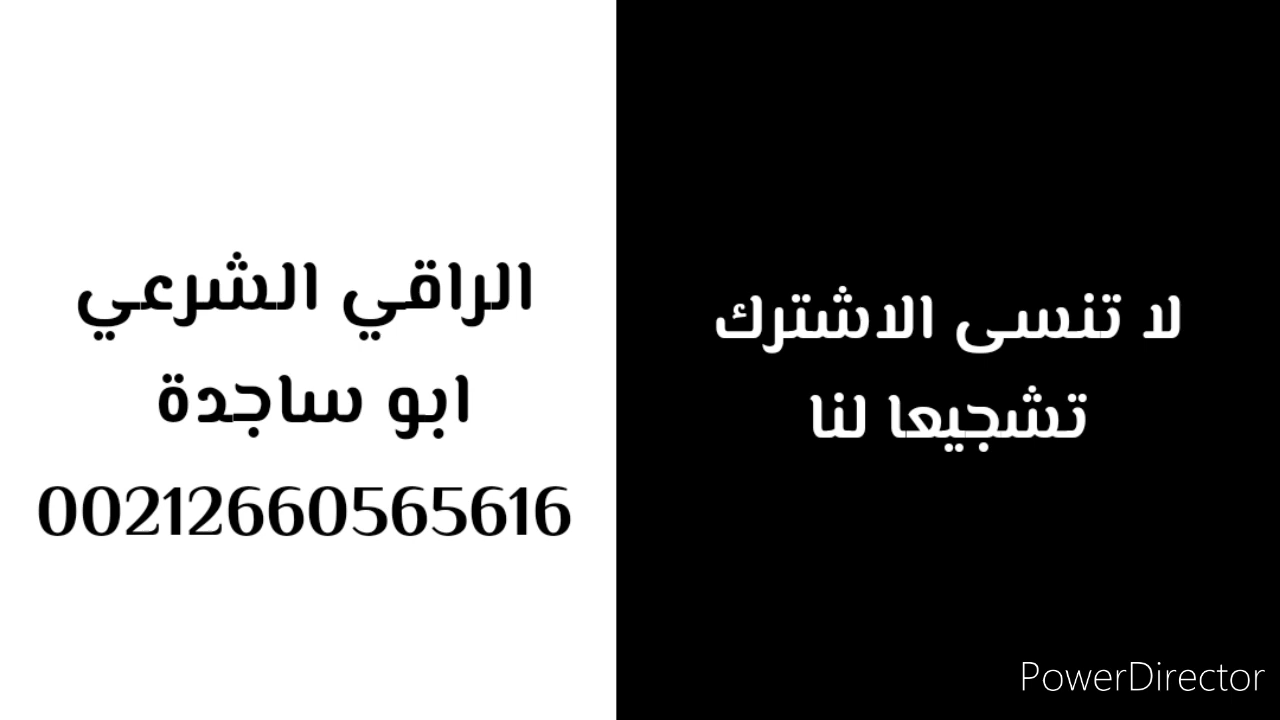 الراقي الشرعي
ابو ساجدة
00212660565616
لا تنسى الاشترك
تشجيعا لنا
PowerDirector